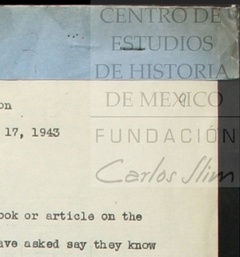 CENTRO DE
ESTUDIOS
DE HISTORIA
DE MEXICO
on
17, 1943
FUNDACIÓN
Carlos Slim
ook or article on the
ave asked say they know